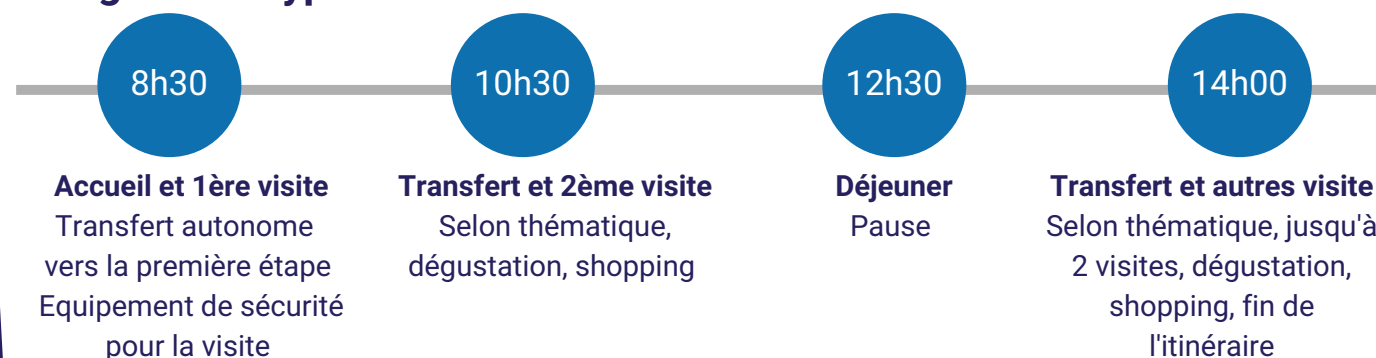 8h30
Accueil et 1ère visite
Transfert autonome
vers la première étape
Equipement de sécurité
pour la visite
10h30
Transfert et 2ème visite
Selon thématique,
dégustation, shopping
12h30
Déjeuner
Pause
14h00
Transfert et autres visite
Selon thématique, jusqu'à
2 visites, dégustation,
shopping, fin de
l'itinéraire